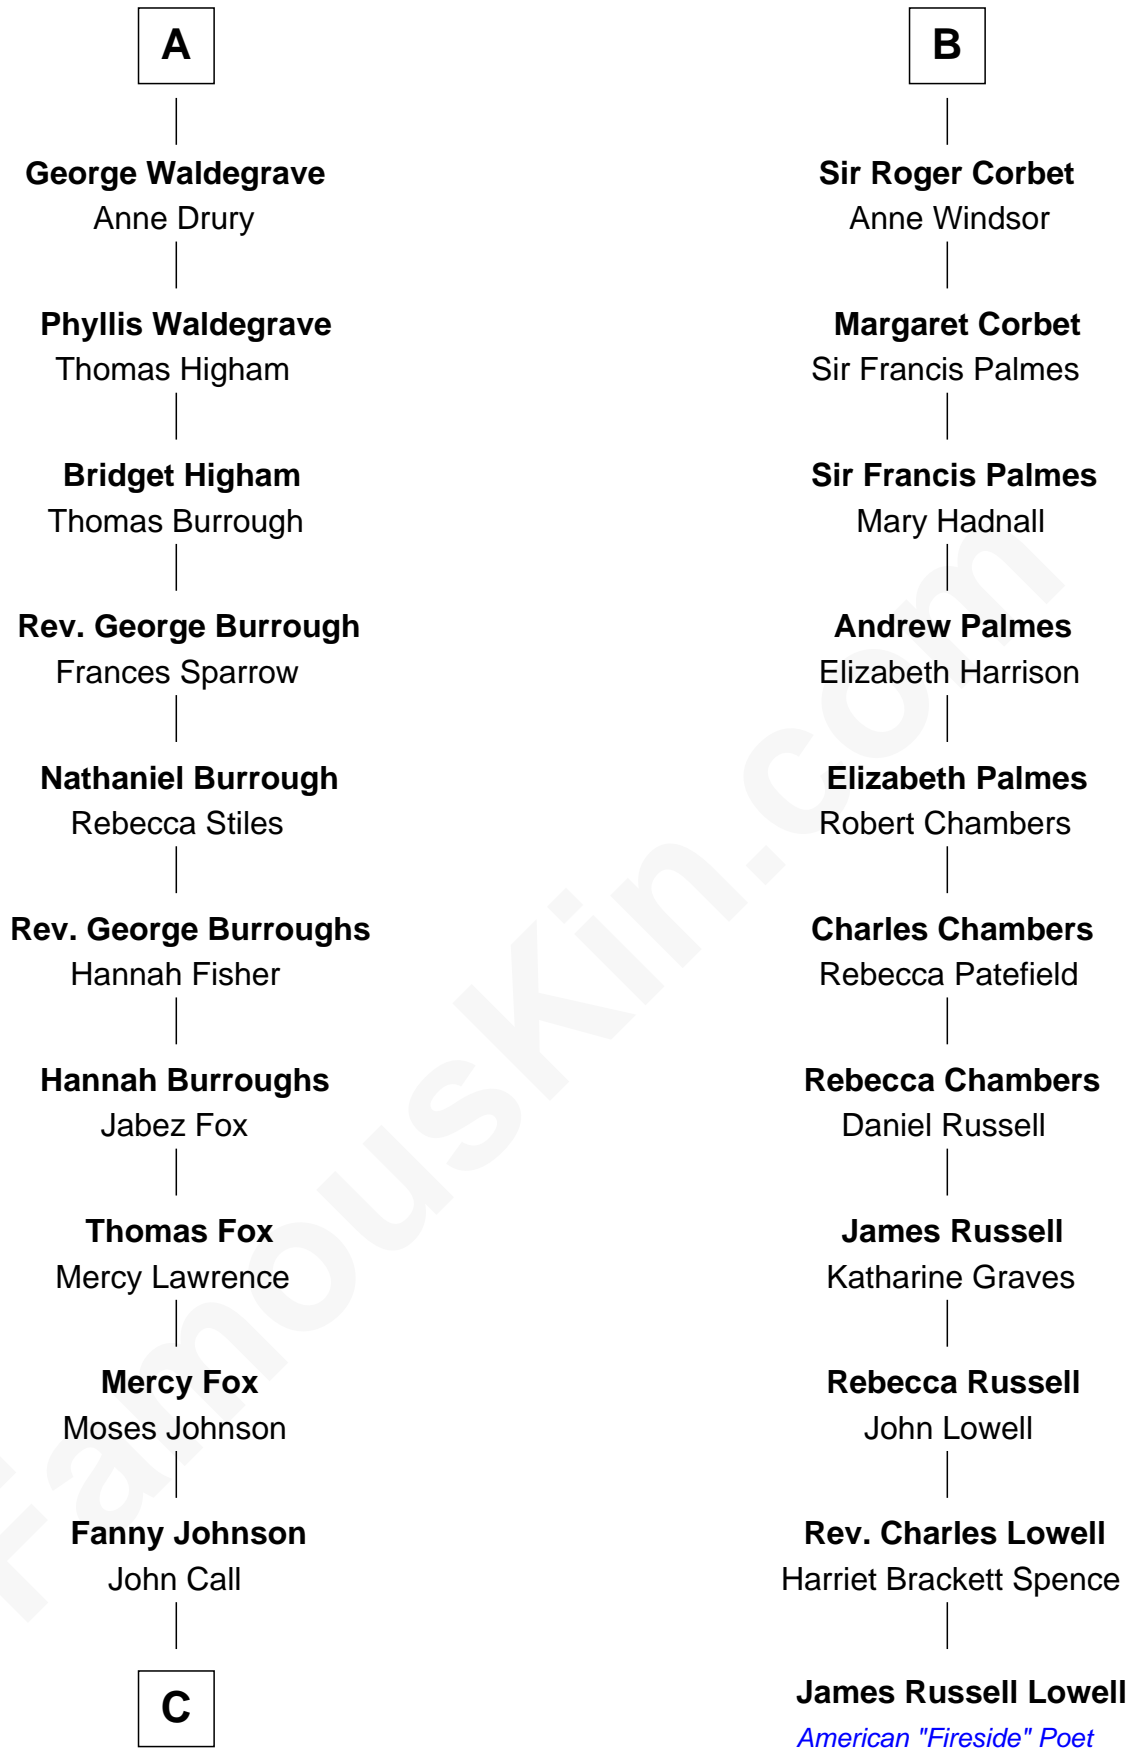 A
George Waldegrave
Anne Drury
Phyllis Waldegrave
Thomas Higham
Bridget Higham
Thomas Burrough
Rev. George Burrough
Frances Sparrow
Nathaniel Burrough
Rebecca Stiles
Rev. George Burroughs
Hannah Fisher
Hannah Burroughs
Jabez Fox
Thomas Fox
Mercy Lawrence
Mercy Fox
Moses Johnson
Fanny Johnson
John Call
C
B
Sir Roger Corbet
Anne Windsor
Margaret Corbet
Sir Francis Palmes
Sir Francis Palmes
Mary Hadnall
Andrew Palmes
Elizabeth Harrison
Elizabeth Palmes
Robert Chambers
Charles Chambers
Rebecca Patefield
Rebecca Chambers
Daniel Russell
James Russell
Katharine Graves
Rebecca Russell
John Lowell
Rev. Charles Lowell
Harriet Brackett Spence
James Russell Lowell
American "Fireside" Poet
FamousKin.com